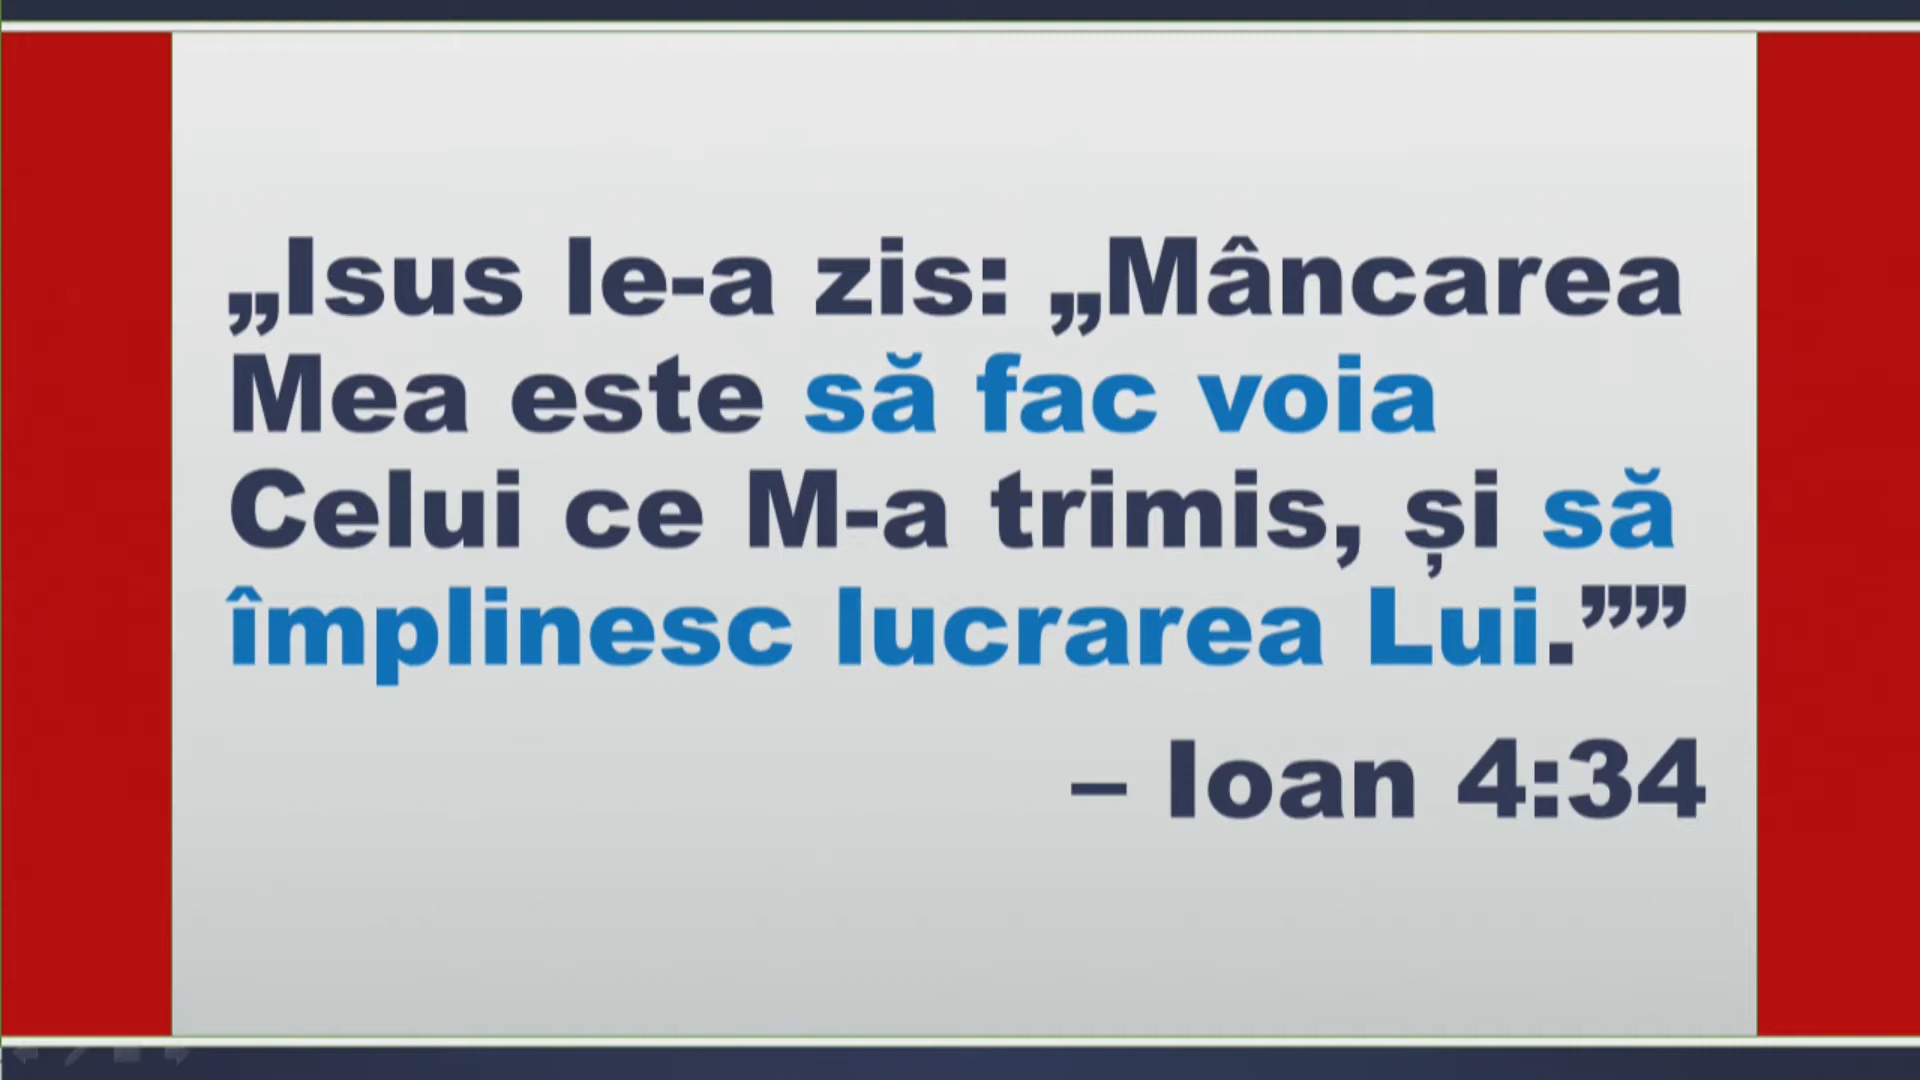 „Isus le-a zis: „Mâncarea
Mea este să fac voia
Celui ce M-a trimis, și să
împlinesc lucrarea Lui.””
– Ioan 4:34